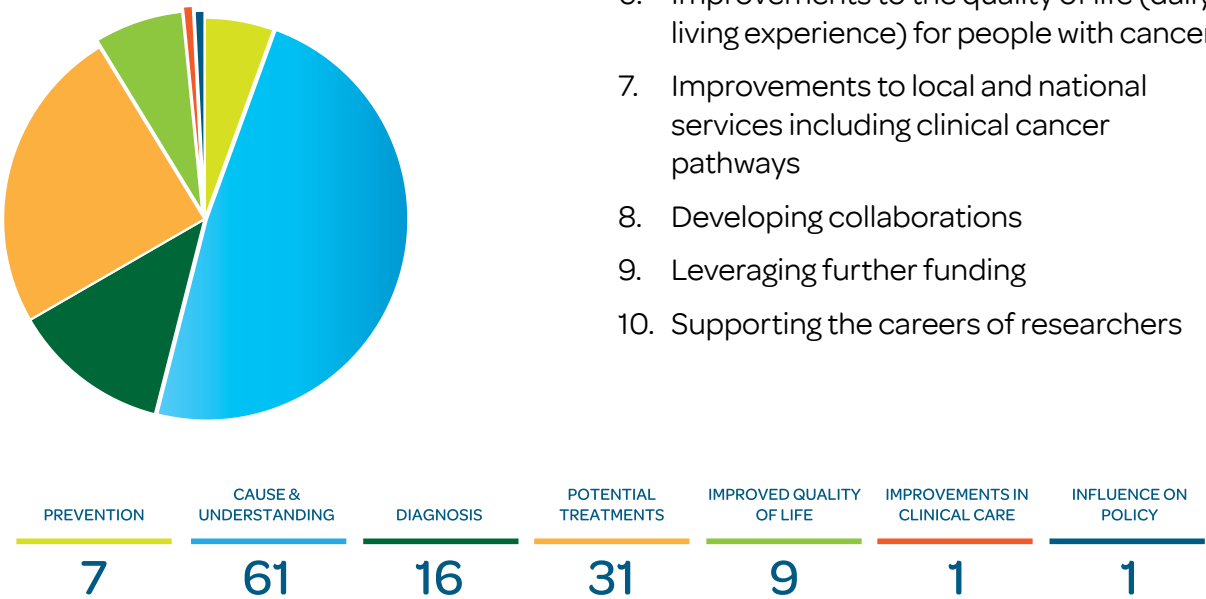 living experience) for people with cancer
7. Improvements to local and national
services including clinical cancer
pathways
8. Developing collaborations
9. Leveraging further funding
10. Supporting the careers of researchers
PREVENTION
7
CAUSE &
UNDERSTANDING
61
DIAGNOSIS
16
POTENTIAL
TREATMENTS
31
IMPROVED QUALITY
OF LIFE
9
IMPROVEMENTS IN
CLINICAL CARE
1
INFLUENCE ON
POLICY
1